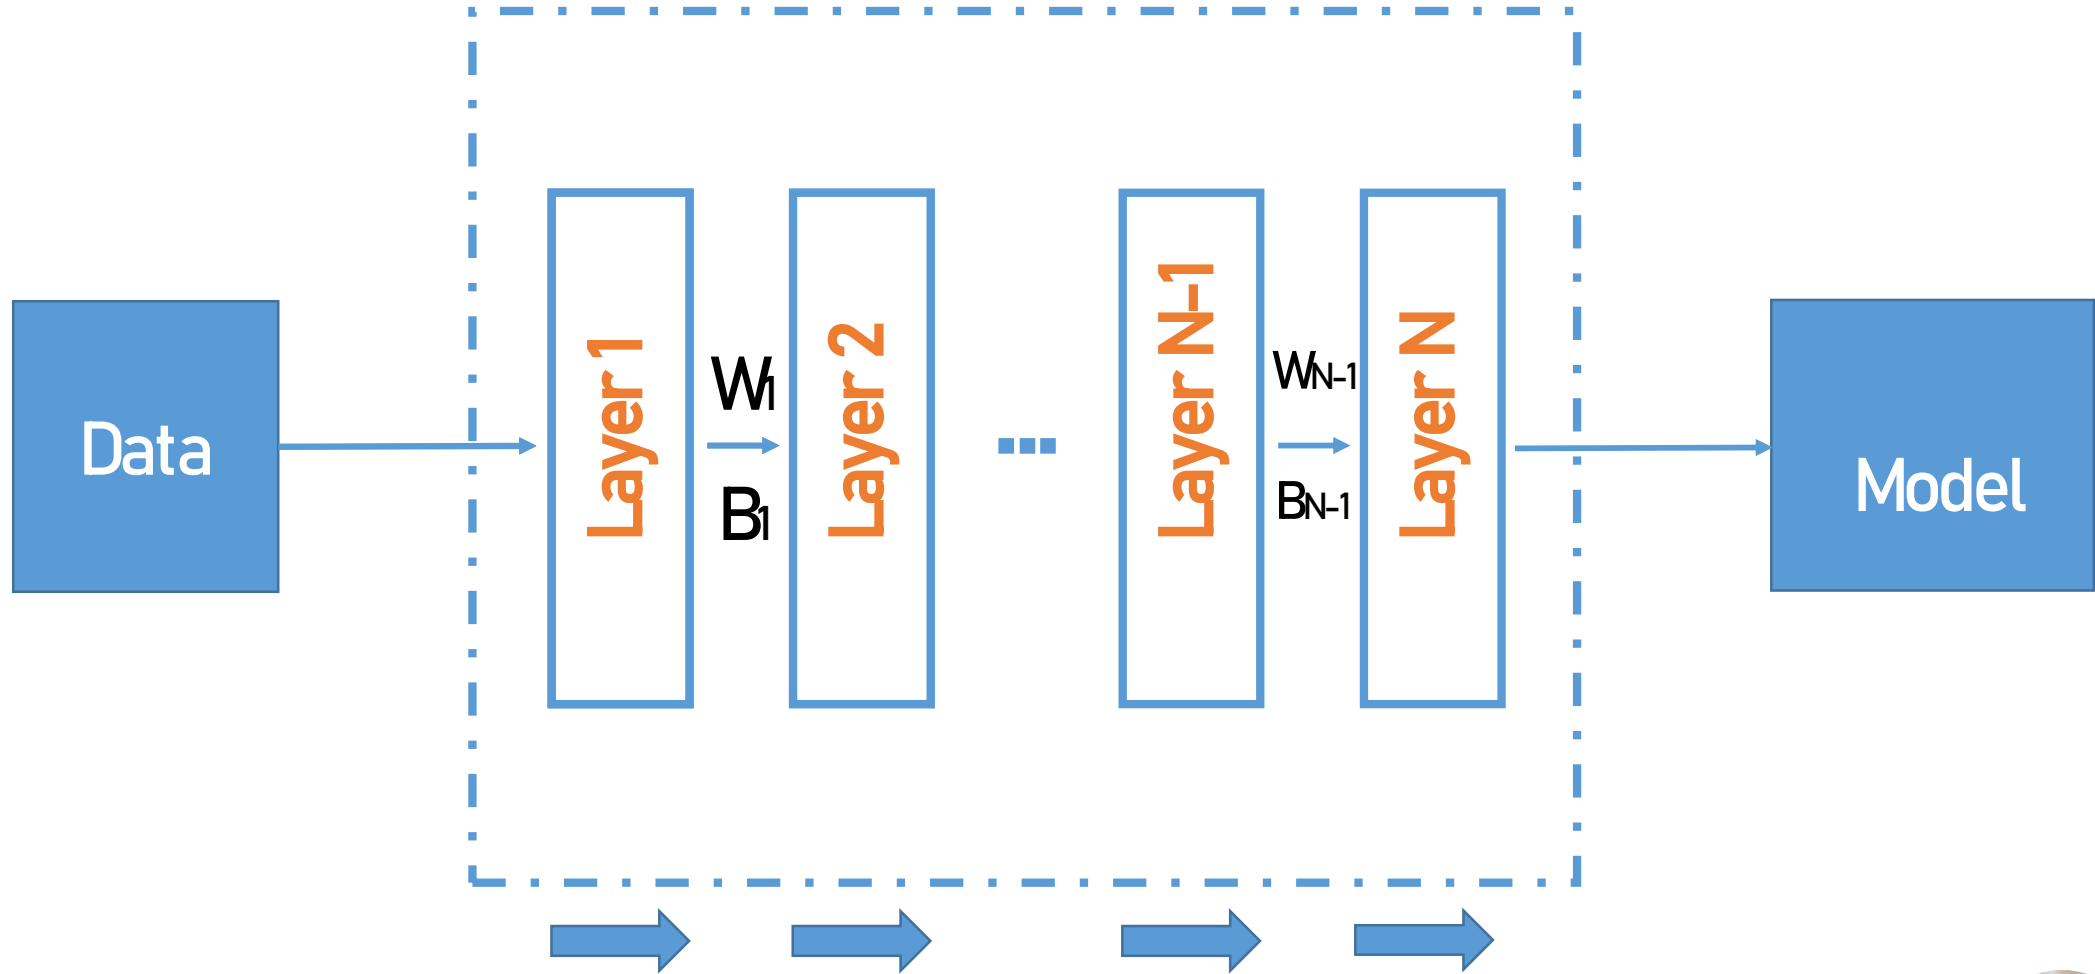 Data
Layer 1
W1
B1
Layer 2
Layer N-1
WN-1
BN-1
Layer N
Model